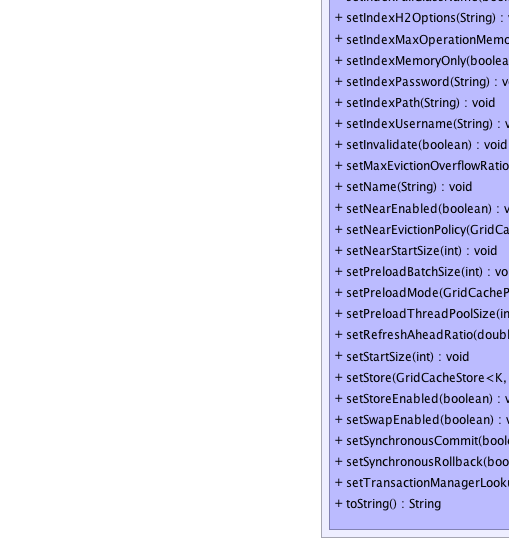 + setIndexH2Options(String) :
+ setIndexMaxOperationMemo
+ setIndexMemoryOnly(boolea
+ setIndexPassword(String) : v
+ setIndexPath(String) : void
+ setIndexUsername(String) : v
+ setInvalidate(boolean) : void
+ setMaxEvictionOverflowRatio
+ setName(String) : void
+ setNearEnabled(boolean) : v
+ setNearEvictionPolicy(GridCa
+ setNearStartSize(int) : void
+ setPreloadBatchSize(int) : vo
+ setPreloadMode(GridCacheP
+ setPreloadThreadPoolSize(in
+ setRefreshAheadRatio(doubl
+ setStartSize(int) : void
+ setStore(GridCacheStore<K,
+ setStoreEnabled(boolean) : v
+ setSwapEnabled(boolean) : v
+ setSynchronousCommit(bool
+ setSynchronousRollback(boo
+ setTransactionManagerLook
+ toString() : String